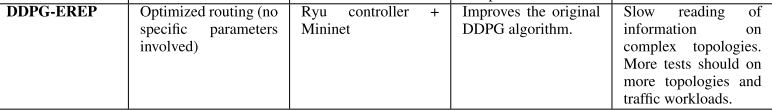 DDPG-EREP
Optimized routing (no
specific parameters
involved)
Ryu controller +
Mininet
Improves the original
DDPG algorithm.
Slow reading of
information on
complex topologies.
More tests should on
more topologies and
traffic workloads.